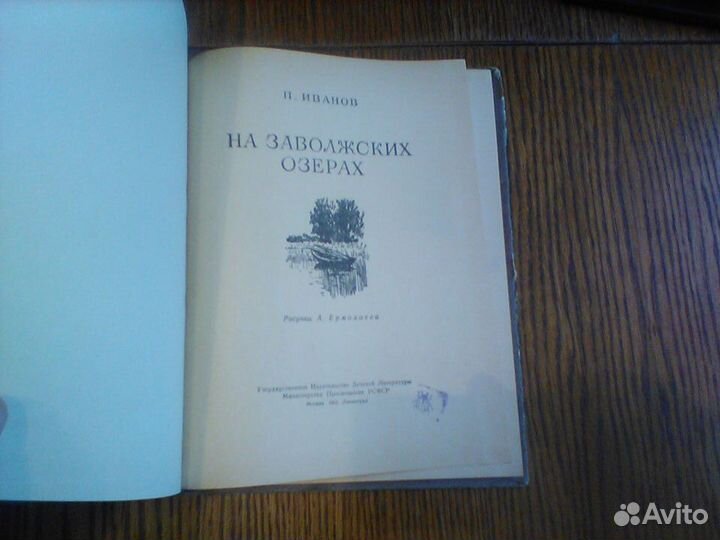 П. ИВАНОВ
НА ЗАВОЛЖСКИХ
ОЗЕРАХ
Рисунки А. Ермолаева
Государственное Издательство Детской Литературы
Министерства Просвещения РСФСР
Москва Ленинград
Avito